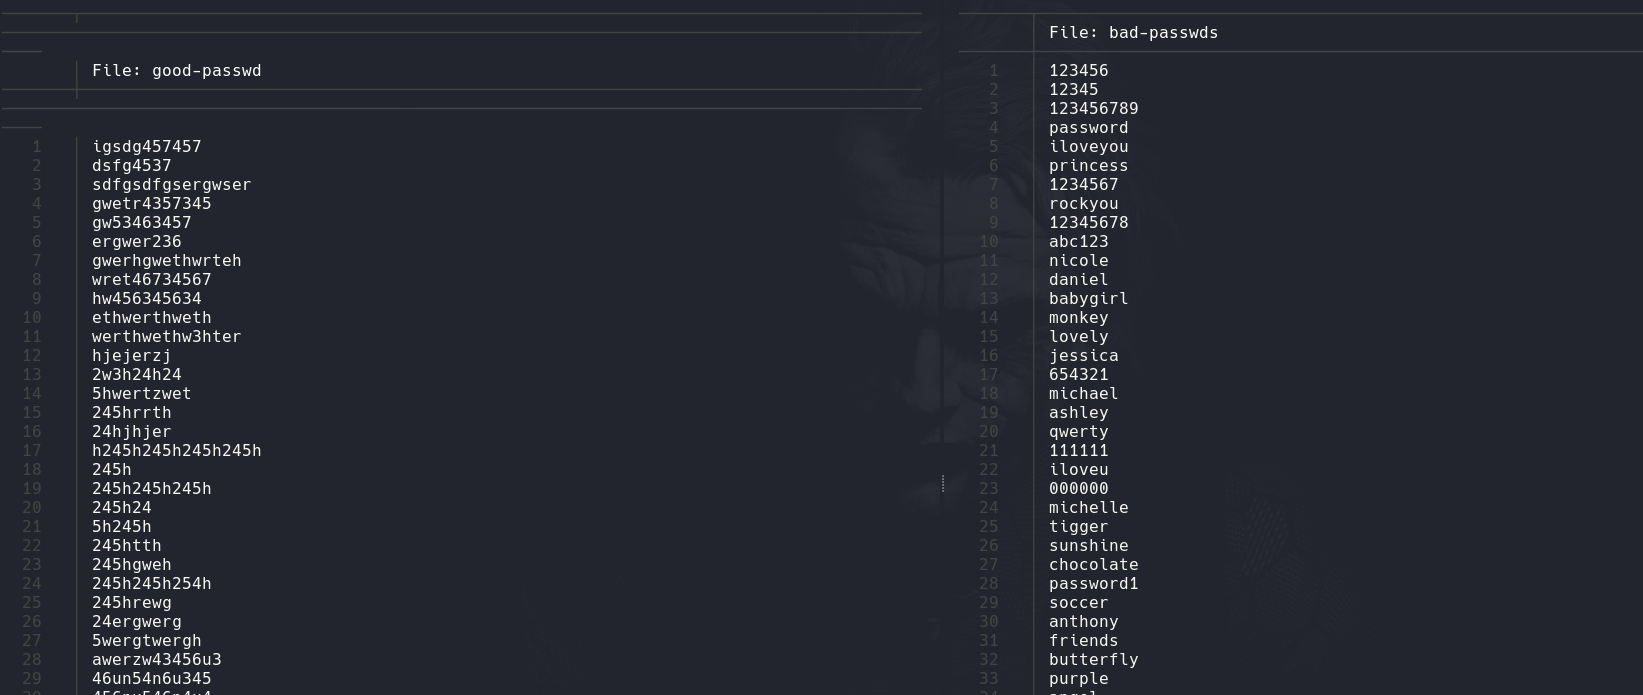 File: good-passwd
1 igsdg457457
2 dsfg4537
3 sdfgsdfgsergwser
4 gwetr4357345
5 gw53463457
6 ergwer236
7 gwerhgwethwrteh
8 wret46734567
9 hw456345634
10 ethwerthweth
11 werthwethw3hter
12 hjejerzj
13 2w3h24h24
14 5hwertzwet
15 245hrrth
16 24hjhjer
17 h245h245h245h245h
18 245h
19 245h245h245h
20 245h24
21 5h245h
22 245htth
23 245hgweh
24 245h245h254h
25 245hrewg
26 24ergwerg
27 5wergtwergh
28 awerzw43456u3
29 46un54n6u345
File: bad-passwds
1 123456
2 12345
3 123456789
4 password
5 iloveyou
6 princess
7 1234567
8 rockyou
9 12345678
10 abc123
11 nicole
12 daniel
13 babygirl
14 monkey
15 lovely
16 jessica
17 654321
18 michael
19 ashley
20 qwerty
21 111111
22 iloveu
23 000000
24 michelle
25 tigger
26 sunshine
27 chocolate
28 password1
29 soccer
30 anthony
31 friends
32 butterfly
33 purple